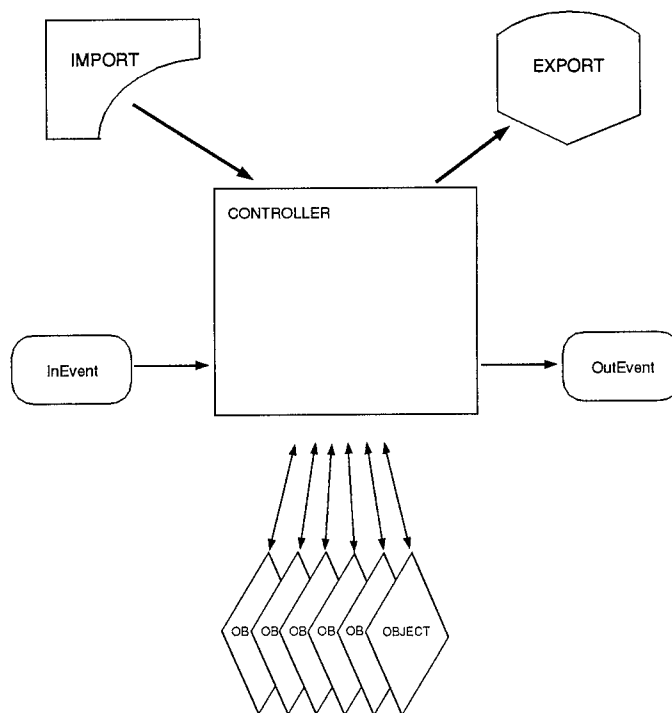 IMPORT
EXPORT
CONTROLLER
InEvent
OutEvent
OB OB OB OB OB OBJECT